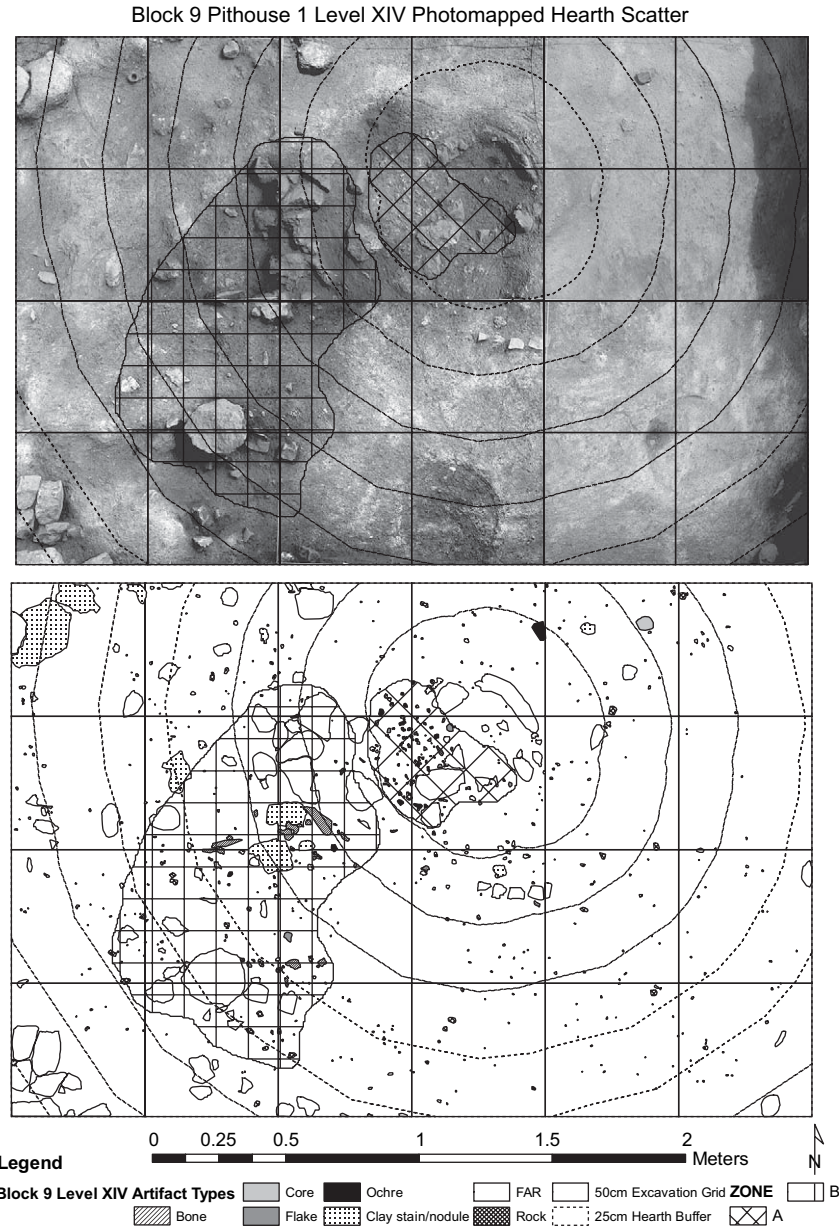 Block 9 Pithouse 1 Level XIV Photomapped Hearth Scatter
0 0.25 0.5 1 1.5 2
Meters
N
Legend
Block 9 Level XIV Artifact Types Core Ochre FAR 50cm Excavation Grid ZONE B
Bone Flake Clay stain/nodule Rock 25cm Hearth Buffer A